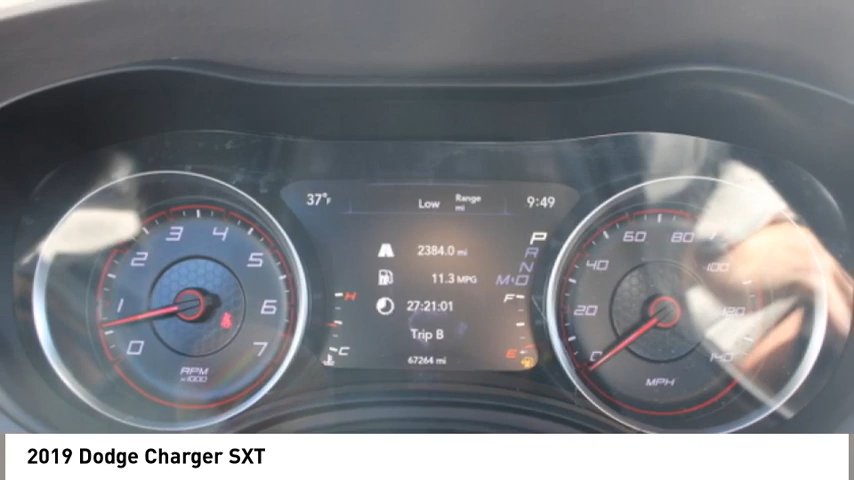 37°F Low Range mi 9:49
2384.0 mi
11.3 MPG
27:21:01
Trip B
67264 mi
P
A
N
M+D
H
C
F
E
0 1 2 3 4 5 6 7
RPM
x1000
0 20 40 60 80 100 120 140
MPH
2019 Dodge Charger SXT